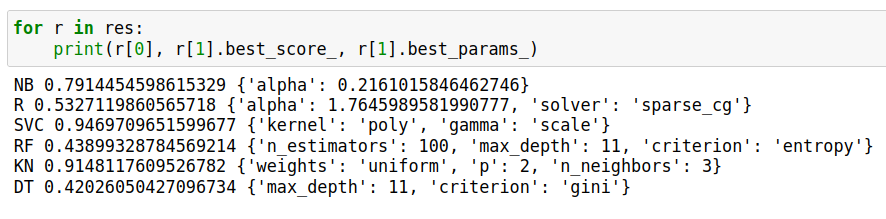 for r in res:
    print(r[0], r[1].best_score_, r[1].best_params_)
NB 0.7914454598615329 {'alpha': 0.2161015846462746}
R 0.5327119860565718 {'alpha': 1.7645989581990777, 'solver': 'sparse_cg'}
SVC 0.9469709651599677 {'kernel': 'poly', 'gamma': 'scale'}
RF 0.43899328784569214 {'n_estimators': 100, 'max_depth': 11, 'criterion': 'entropy'}
KN 0.9148117609526782 {'weights': 'uniform', 'p': 2, 'n_neighbors': 3}
DT 0.42026050427096734 {'max_depth': 11, 'criterion': 'gini'}